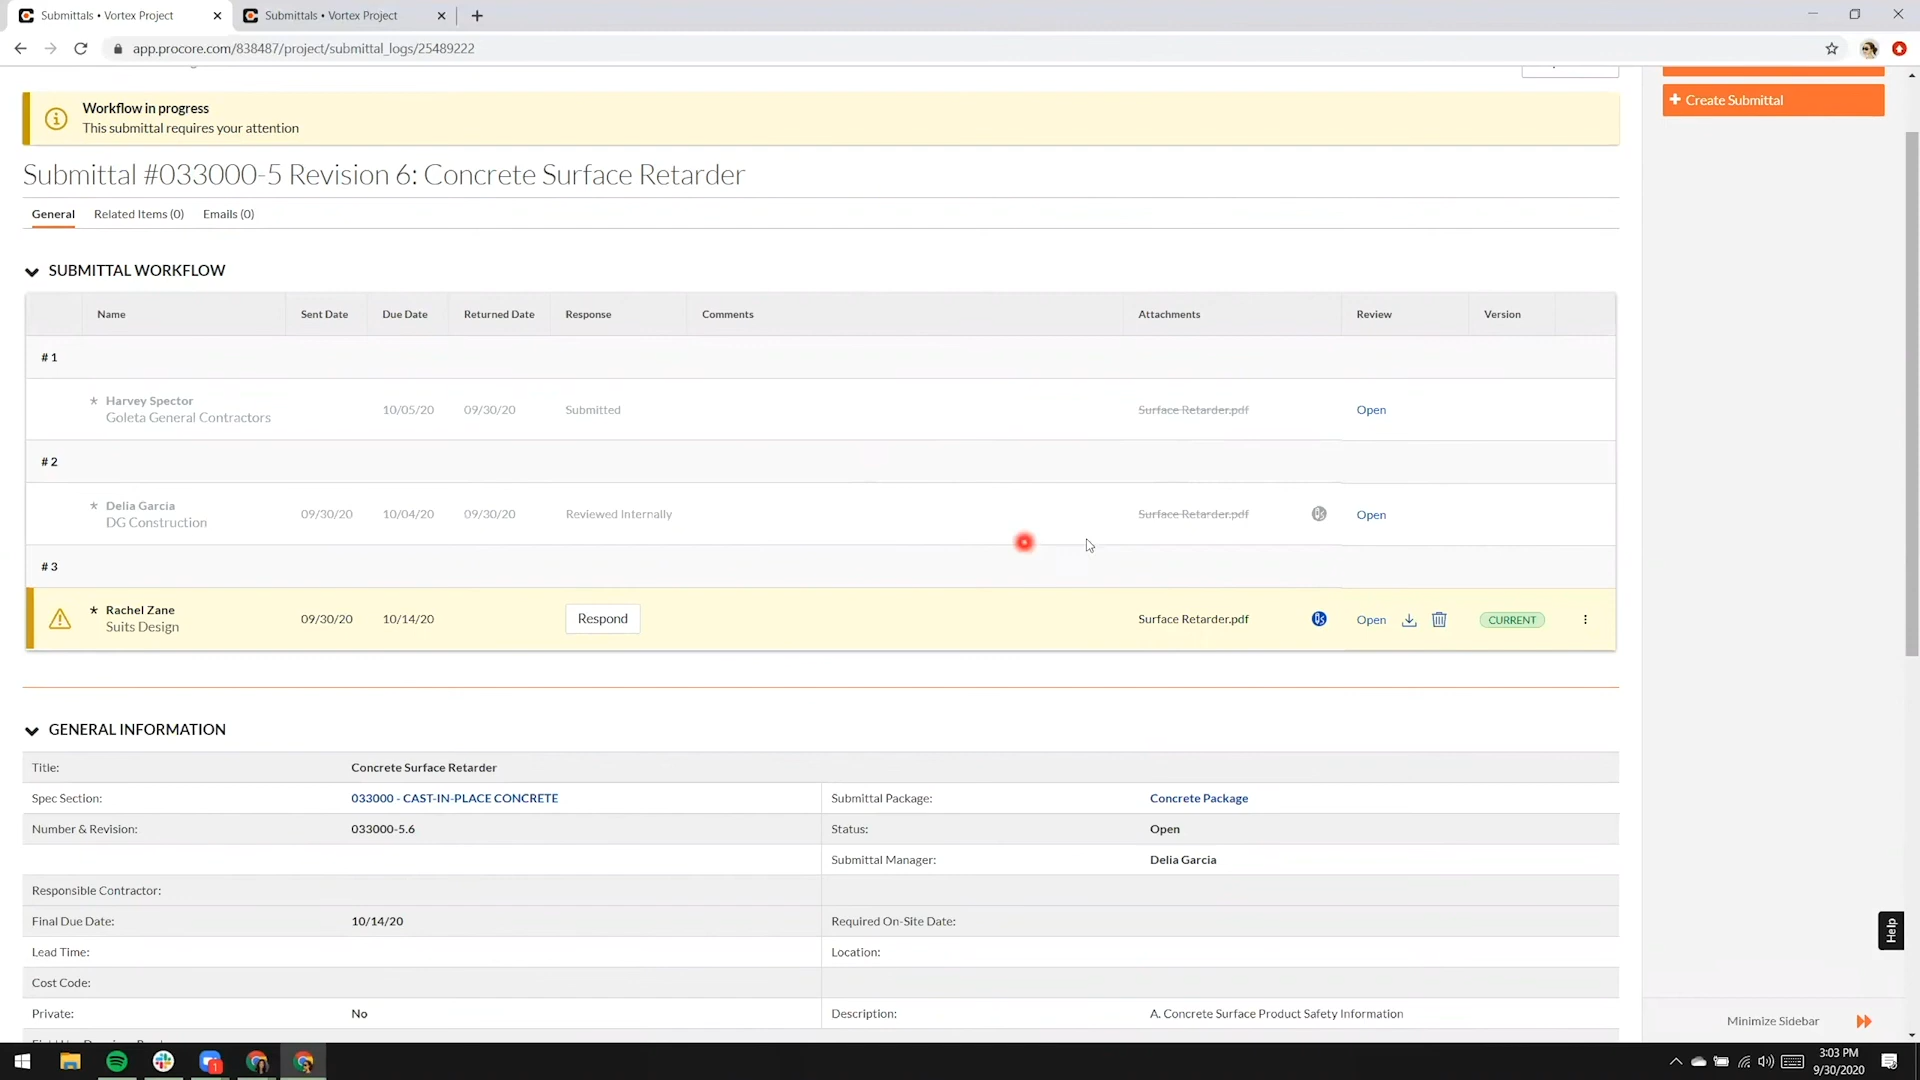 Submittals • Vortex Project
Submittals • Vortex Project
app.procore.com/838487/project/submittal_logs/25489222
Workflow in progress
This submittal requires your attention
+ Create Submittal
Submittal #033000-5 Revision 6: Concrete Surface Retarder
General Related Items (0) Emails (0)
SUBMITTAL WORKFLOW
Name Sent Date Due Date Returned Date Response Comments Attachments Review Version
# 1
* Harvey Spector
Goleta General Contractors
10/05/20 09/30/20 Submitted Surface Retarder.pdf Open
# 2
* Delia Garcia
DG Construction
09/30/20 10/04/20 09/30/20 Reviewed Internally Surface Retarder.pdf Open
# 3
* Rachel Zane
Suits Design
09/30/20 10/14/20 Respond Surface Retarder.pdf Open CURRENT
GENERAL INFORMATION
Title: Concrete Surface Retarder
Spec Section: 033000 - CAST-IN-PLACE CONCRETE Submittal Package: Concrete Package
Number & Revision: 033000-5.6 Status: Open
Submittal Manager: Delia Garcia
Responsible Contractor:
Final Due Date: 10/14/20 Required On-Site Date:
Lead Time: Location:
Cost Code:
Private: No Description: A. Concrete Surface Product Safety Information
Help
Minimize Sidebar
1
3:03 PM
9/30/2020